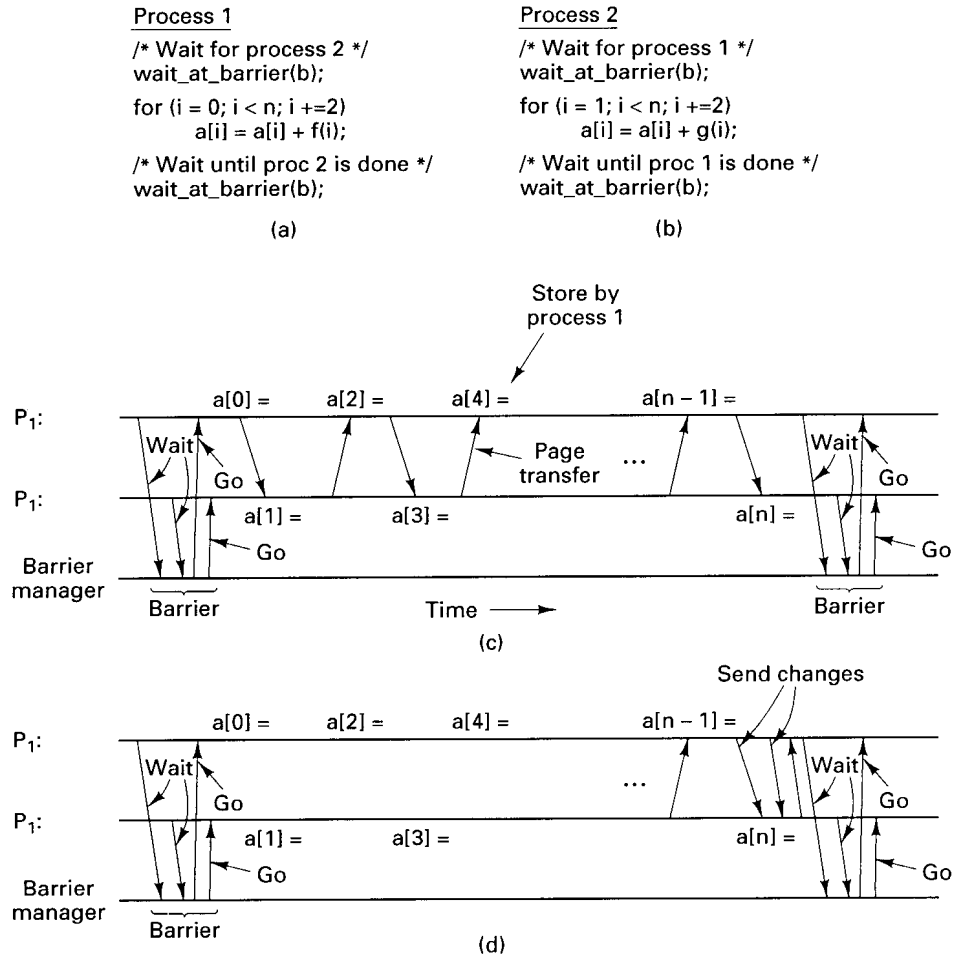 Process 1
/* Wait for process 2 */
wait_at_barrier(b);
for (i = 0; i < n; i +=2)
a[i] = a[i] + f(i);
/* Wait until proc 2 is done */
wait_at_barrier(b);
(a)
Process 2
/* Wait for process 1 */
wait_at_barrier(b);
for (i = 1; i < n; i +=2)
a[i] = a[i] + g(i);
/* Wait until proc 1 is done */
wait_at_barrier(b);
(b)
Store by
process 1
a[0] = a[2] = a[4] = a[n – 1] =
P1:
Wait
Go
Page
transfer
...
Wait
Go
P1:
a[1] = a[3] = a[n] =
Go
Go
Barrier
manager
Barrier
Time
Barrier
(c)
Send changes
a[0] = a[2] = a[4] = a[n – 1] =
P1:
Wait
Go
...
Wait
Go
P1:
a[1] = a[3] = a[n] =
Go
Go
Barrier
manager
Barrier
(d)